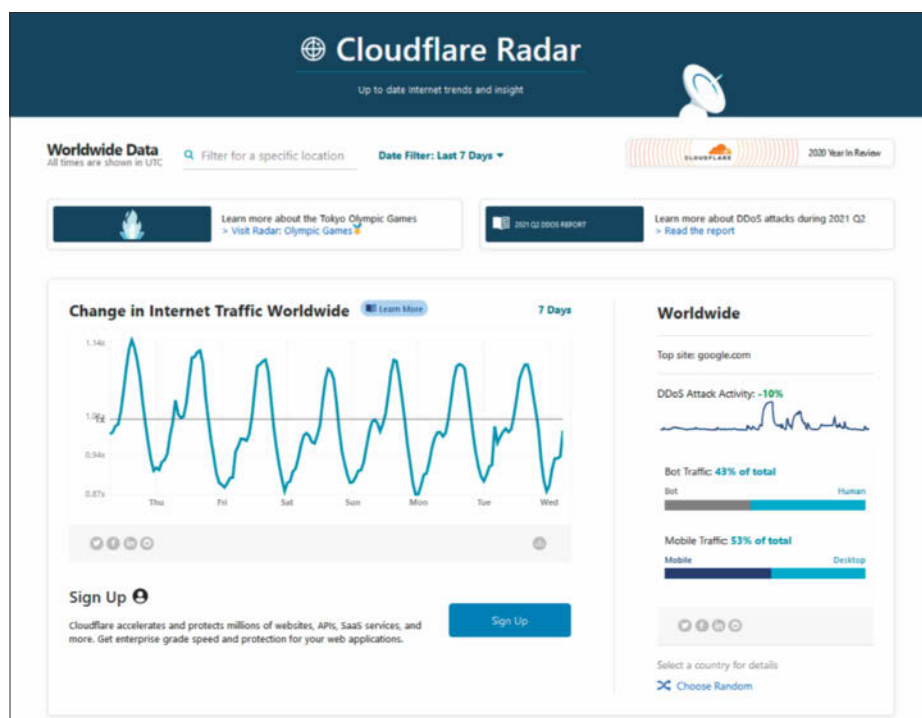 Cloudflare Radar
Up to date Internet trends and insight
Worldwide Data
All times are shown in UTC
Filter for a specific location
Date Filter: Last 7 Days
CLOUDFLARE
2020 Year In Review
Learn more about the Tokyo Olympic Games
> Visit Radar: Olympic Games
2021 Q2 DDOS REPORT
Learn more about DDoS attacks during 2021 Q2
> Read the report
Change in Internet Traffic Worldwide
Learn More
7 Days
1.14x
0.94x
0.87x
Thu
Fri
Sat
Sun
Mon
Tue
Wed
Sign Up
Cloudflare accelerates and protects millions of websites, APIs, SaaS services, and
more. Get enterprise grade speed and protection for your web applications.
Sign Up
Worldwide
Top site: google.com
DDoS Attack Activity: -10%
Bot Traffic: 43% of total
Bot
Human
Mobile Traffic: 53% of total
Mobile
Desktop
Select a country for details
Choose Random